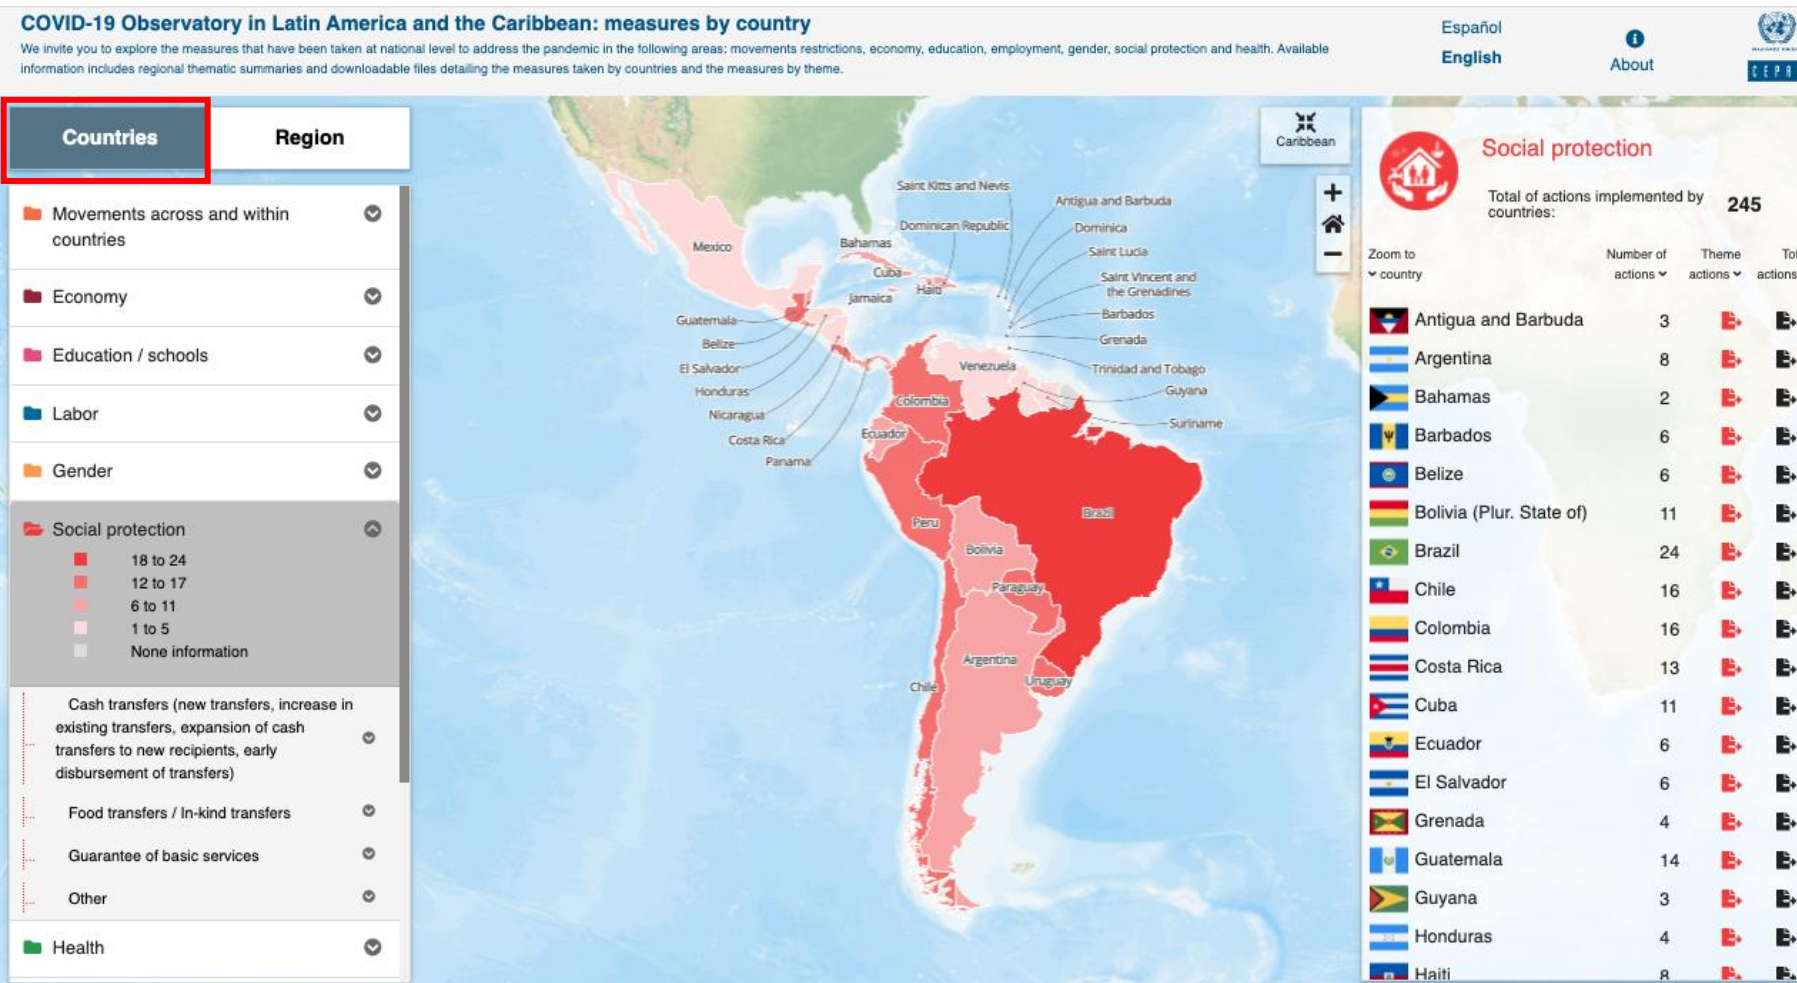 COVID-19 Observatory in Latin America and the Caribbean: measures by country
We invite you to explore the measures that have been taken at national level to address the pandemic in the following areas: movements restrictions, economy, education, employment, gender, social protection and health. Available
information includes regional thematic summaries and downloadable files detailing the measures taken by countries and the measures by theme.
Español
English
About
Countries
Region
Movements across and within
countries
Economy
Education / schools
Labor
Gender
Social protection
18 to 24
12 to 17
6 to 11
1 to 5
None information
Cash transfers (new transfers, increase in
existing transfers, expansion of cash
transfers to new recipients, early
disbursement of transfers)
Food transfers / In-kind transfers
Guarantee of basic services
Other
Health
Saint Kitts and Nevis
Antigua and Barbuda
Dominican Republic
Dominica
Mexico
Bahamas
Saint Lucia
Cuba
Saint Vincent and
the Grenadines
Haiti
Jamaica
Barbados
Guatemala
Grenada
Belize
El Salvador
Venezuela
Trinidad and Tobago
Honduras
Guyana
Colombia
Nicaragua
Suriname
Costa Rica
Ecuador
Panama
Brazil
Peru
Bolivia
Paraguay
Argentina
Uruguay
Chile
Caribbean
+
−
Social protection
Total of actions implemented by
countries: 245
Zoom to
country
Number of
actions
Theme
actions
Tot
actions
Antigua and Barbuda 3
Argentina 8
Bahamas 2
Barbados 6
Belize 6
Bolivia (Plur. State of) 11
Brazil 24
Chile 16
Colombia 16
Costa Rica 13
Cuba 11
Ecuador 6
El Salvador 6
Grenada 4
Guatemala 14
Guyana 3
Honduras 4
Haiti 8